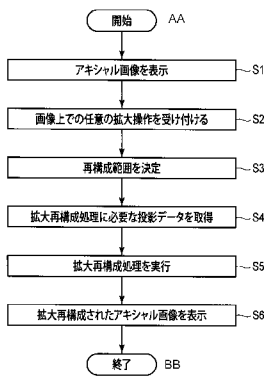 開始 AA
アキシャル画像を表示 S1
画像上での任意の拡大操作を受け付ける S2
再構成範囲を決定 S3
拡大再構成処理に必要な投影データを取得 S4
拡大再構成処理を実行 S5
拡大再構成されたアキシャル画像を表示 S6
終了 BB